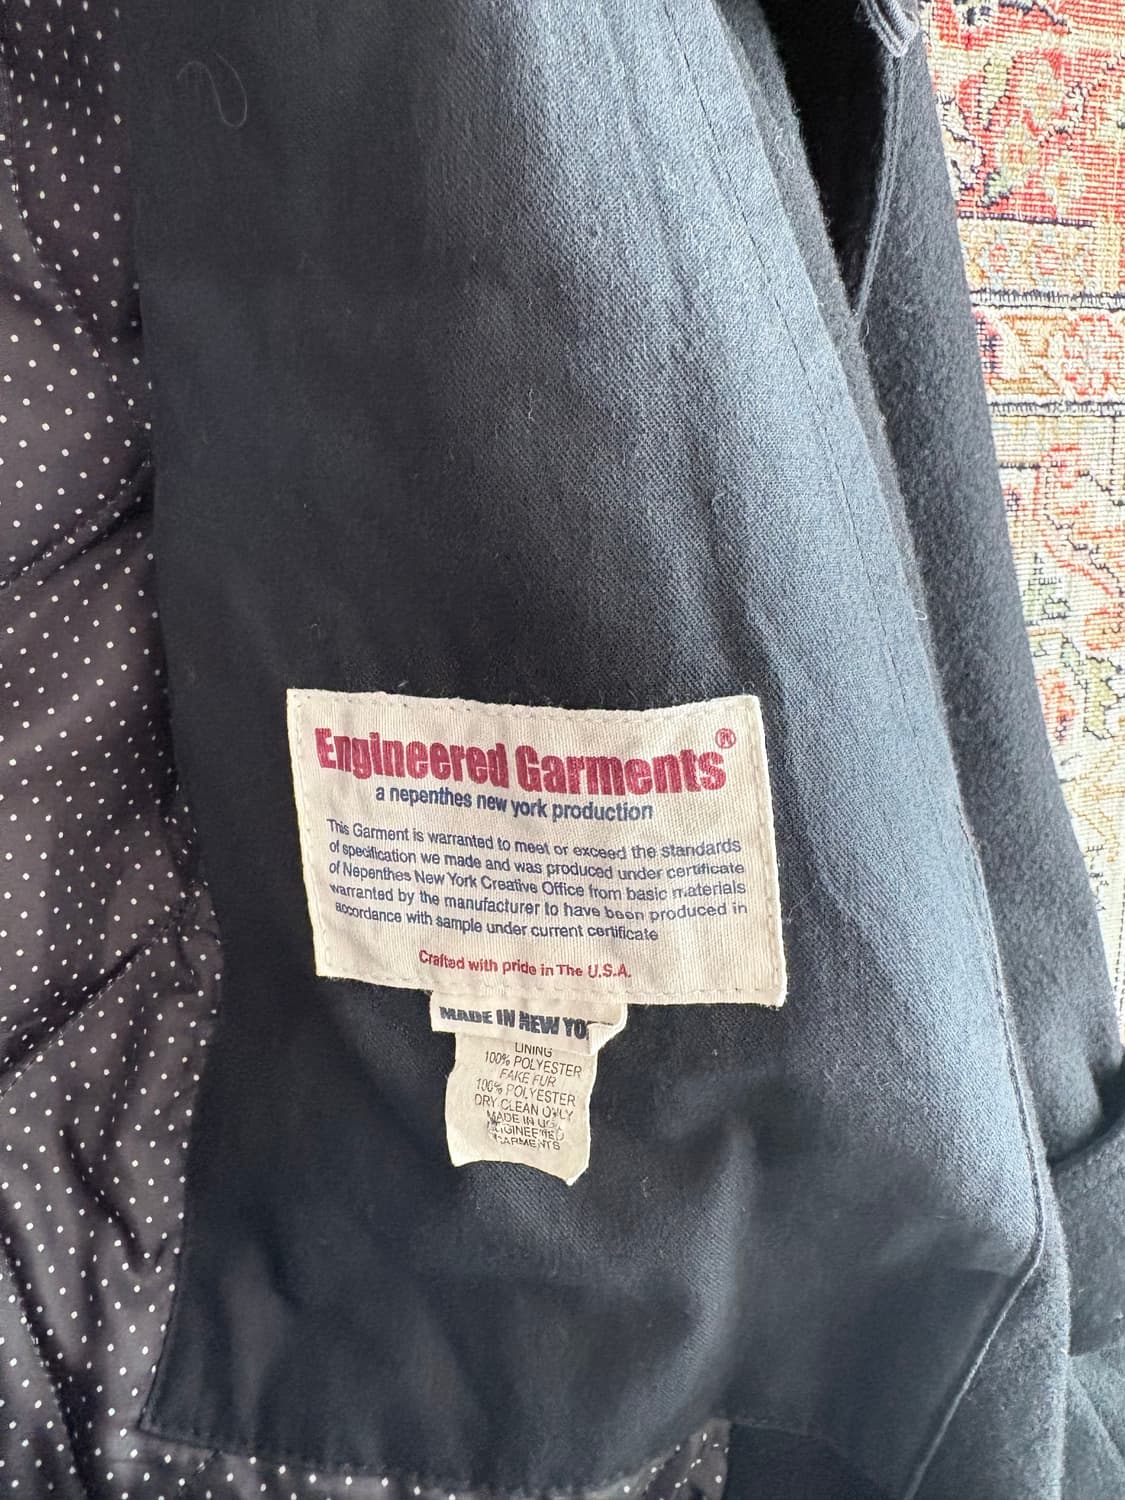 Engineered Garments®
a nepenthes new york production
This Garment is warranted to meet or exceed the standards
of specification we made and was produced under certificate
of Nepenthes New York Creative Office from basic materials
warranted by the manufacturer to have been produced in
accordance with sample under current certificate
Crafted with pride in The U.S.A.
MADE IN NEW YO
LINING
100% POLYESTER
FAKE FUR
100% POLYESTER
DRY CLEAN ONLY
MADE IN
ENGINEERED
GARMENTS